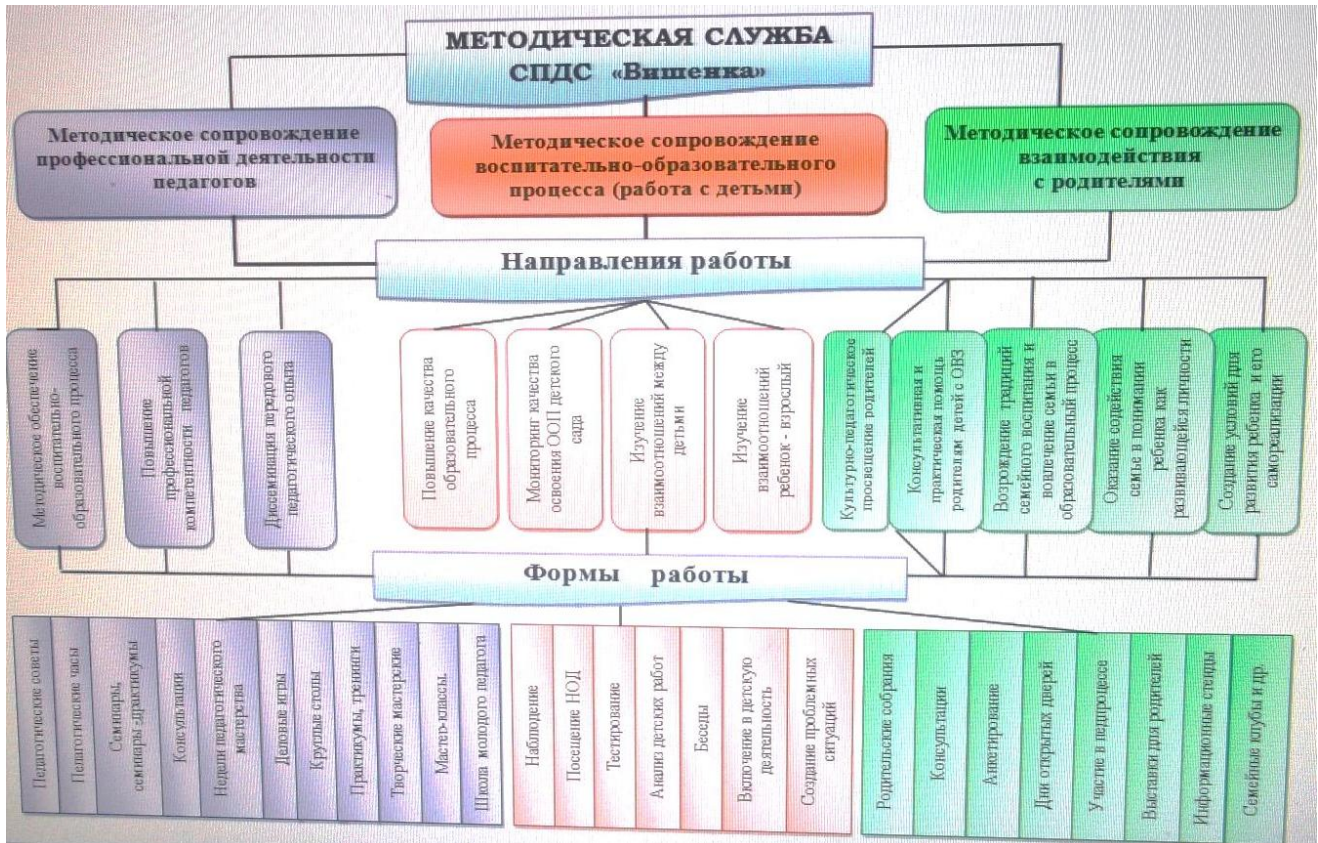 МЕТОДИЧЕСКАЯ СЛУЖБА
СПДС «Вишенка»
Методическое сопровождение
профессиональной деятельности
педагогов
Методическое сопровождение
воспитательно-образовательного
процесса (работа с детьми)
Методическое сопровождение
взаимодействия
с родителями
Направления работы
Методическое обеспечение
воспитательно-
образовательного процесса
Повышение
профессиональной
компетентности педагогов
Диссеминация передового
педагогического опыта
Повышение качества
образовательного
процесса
Мониторинг качества
освоения ООП детского
сада
Изучение
взаимоотношений между
детьми
Изучение
взаимоотношений
ребенок - взрослый
Культурно-педагогическое
просвещение родителей
Консультативная и
практическая помощь
родителям детей с ОВЗ
Возрождение традиций
семейного воспитания и
вовлечение семьи в
образовательный процесс
Оказание содействия
семье в понимании
ребенка как
развивающейся личности
Создание условий для
развития ребенка и его
самореализации
Формы работы
Педагогические советы
Педагогические часы
Семинары,
семинары-практикумы
Консультации
Недели педагогического
мастерства
Деловые игры
Круглые столы
Практикумы, тренинги
Творческие мастерские
Мастер-классы.
Школа молодого педагога
Наблюдение
Посещение НОД
Тестирование
Анализ детских работ
Беседы
Включение в детскую
деятельность
Создание проблемных
ситуаций
Родительские собрания
Консультации
Анкетирование
Дни открытых дверей
Участие в педпроцессе
Выставки для родителей
Информационные стенды
Семейные клубы и др.